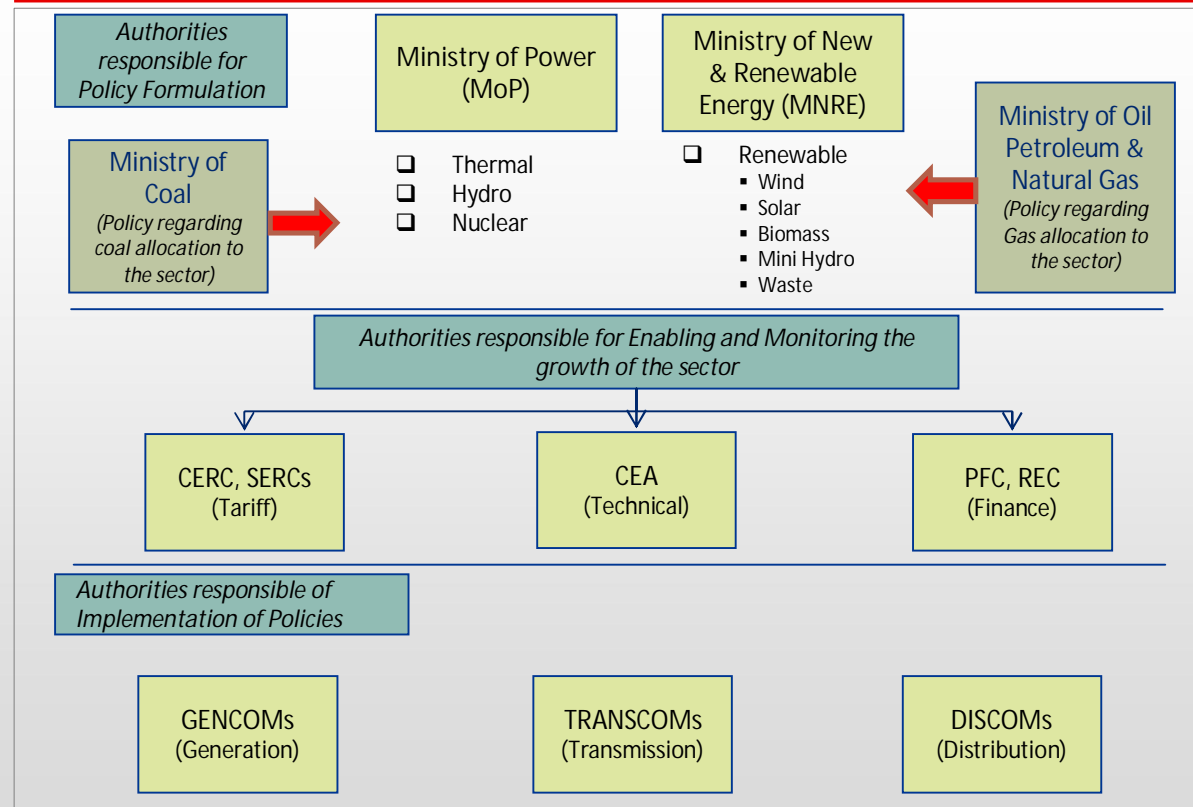 Authorities
responsible for
Policy Formulation
Ministry of Power
(MoP)
Ministry of New
& Renewable
Energy (MNRE)
Ministry of Coal
Coal
(Policy regarding
coal allocation to
the sector)
❑ Thermal
❑ Hydro
❑ Nuclear
❑ Renewable
▪ Wind
▪ Solar
▪ Biomass
▪ Mini Hydro
▪ Waste
Ministry of Oil
Petroleum &
Natural Gas
(Policy regarding
Gas allocation to
the sector)
Authorities responsible for Enabling and Monitoring the
growth of the sector
CERC, SERCs
(Tariff)
CEA
(Technical)
PFC, REC
(Finance)
Authorities responsible of
Implementation of Policies
GENCOMs
(Generation)
TRANSCOMs
(Transmission)
DISCOMs
(Distribution)